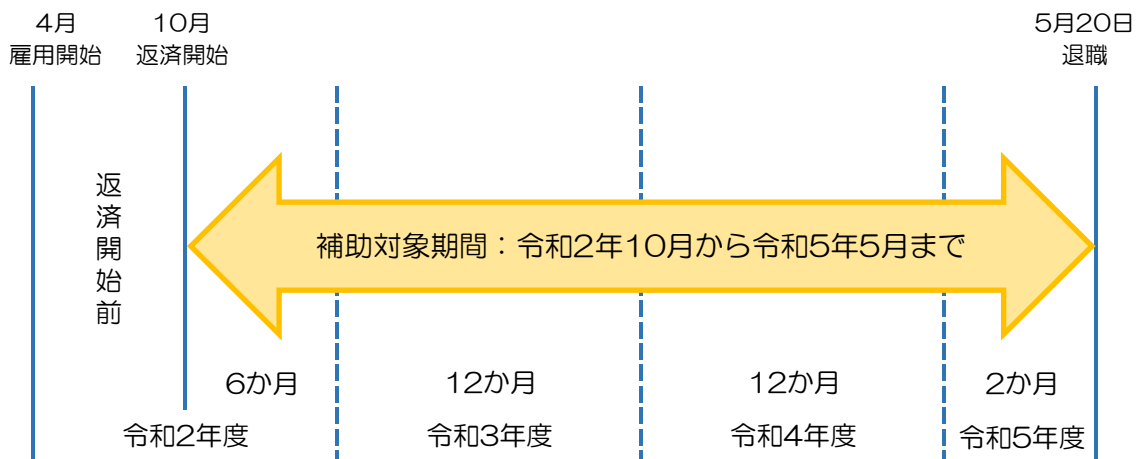 4月
雇用開始
10月
返済開始
5月20日
退職
返済開始前
補助対象期間：令和2年10月から令和5年5月まで
6か月
12か月
12か月
2か月
令和2年度
令和3年度
令和4年度
令和5年度